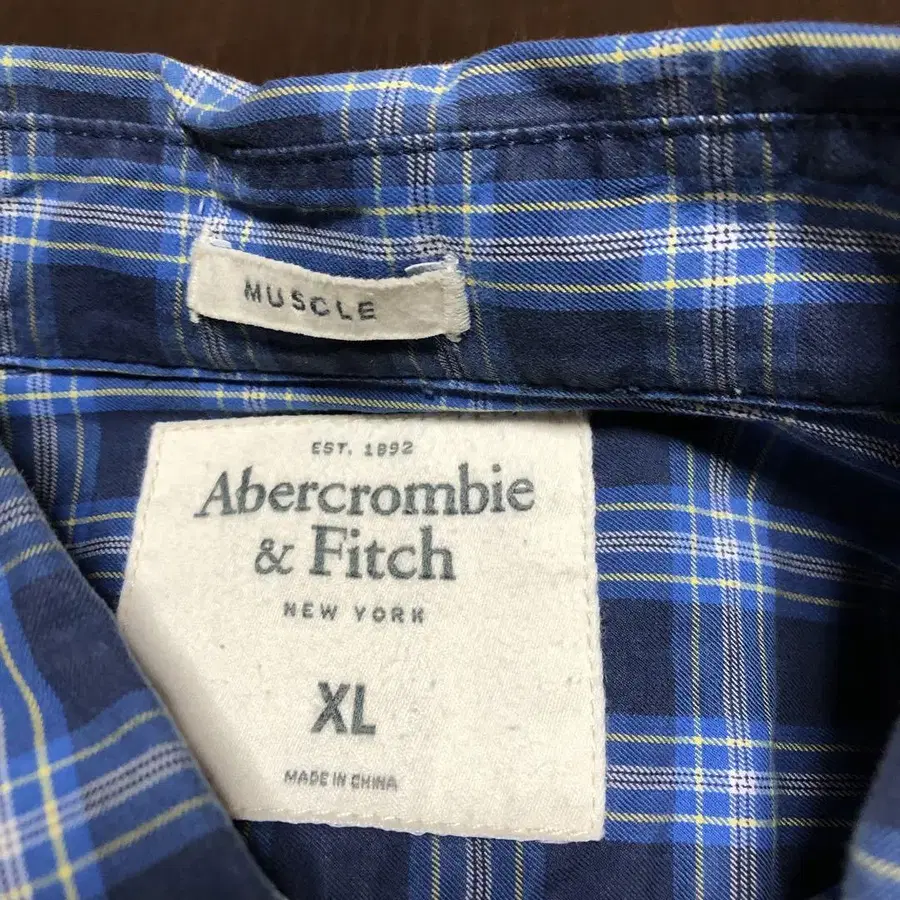 MUSCLE
EST. 1892
Abercrombie
& Fitch
NEW YORK
XL
MADE IN CHINA